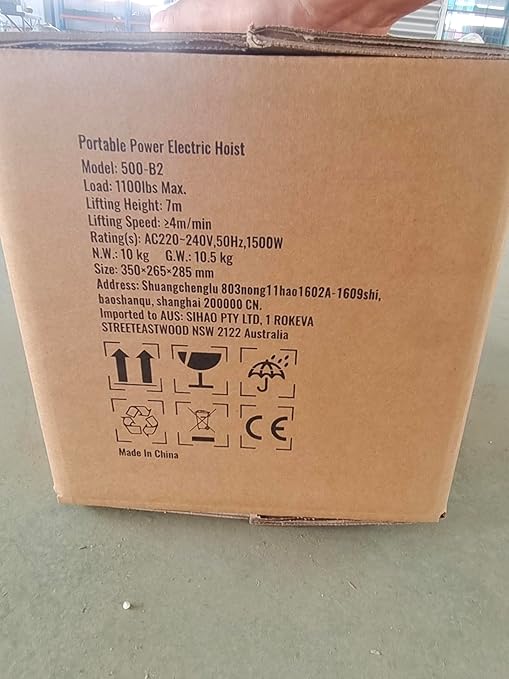 Portable Power Electric Hoist
Model: 500-B2
Load: 1100lbs Max.
Lifting Height: 7m
Lifting Speed: ≥4m/min
Rating(s): AC220~240V,50Hz,1500W
N.W.: 10 kg G.W.: 10.5 kg
Size: 350×265×285 mm
Address: Shuangchenglu 803nong11hao1602A-1609shi,
baoshanqu, shanghai 200000 CN.
Imported to AUS: SIHAO PTY LTD, 1 ROKEVA
STREETEASTWOOD NSW 2122 Australia
CE
Made In China